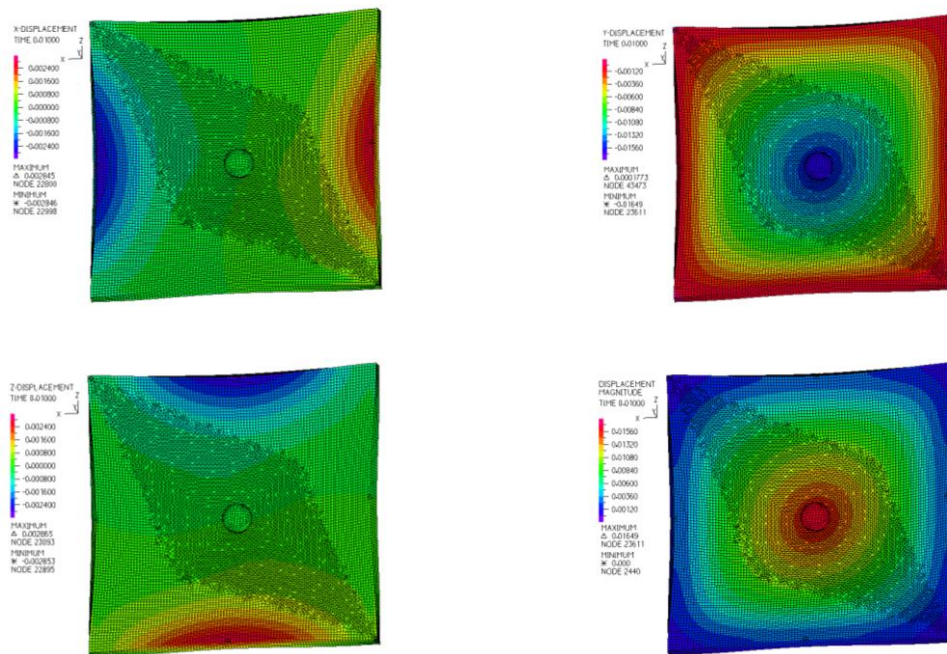 X-DISPLACEMENT
TIME 0.01000
Z
X Y
0.002400
0.001600
0.000800
0.000000
-0.000800
-0.001600
-0.002400
MAXIMUM
△ 0.002845
NODE 22800
MINIMUM
✳ -0.002846
NODE 22998
Y-DISPLACEMENT
TIME 0.01000
Z
X Y
-0.00120
-0.00360
-0.00600
-0.00840
-0.01080
-0.01320
-0.01560
MAXIMUM
△ 0.0001773
NODE 43473
MINIMUM
✳ -0.01649
NODE 23611
Z-DISPLACEMENT
TIME 0.01000
Z
X Y
0.002400
0.001600
0.000800
0.000000
-0.000800
-0.001600
-0.002400
MAXIMUM
△ 0.002865
NODE 23093
MINIMUM
✳ -0.002853
NODE 22895
DISPLACEMENT
MAGNITUDE
TIME 0.01000
Z
X Y
0.01560
0.01320
0.01080
0.00840
0.00600
0.00360
0.00120
MAXIMUM
△ 0.01649
NODE 23611
MINIMUM
✳ 0.000
NODE 2440